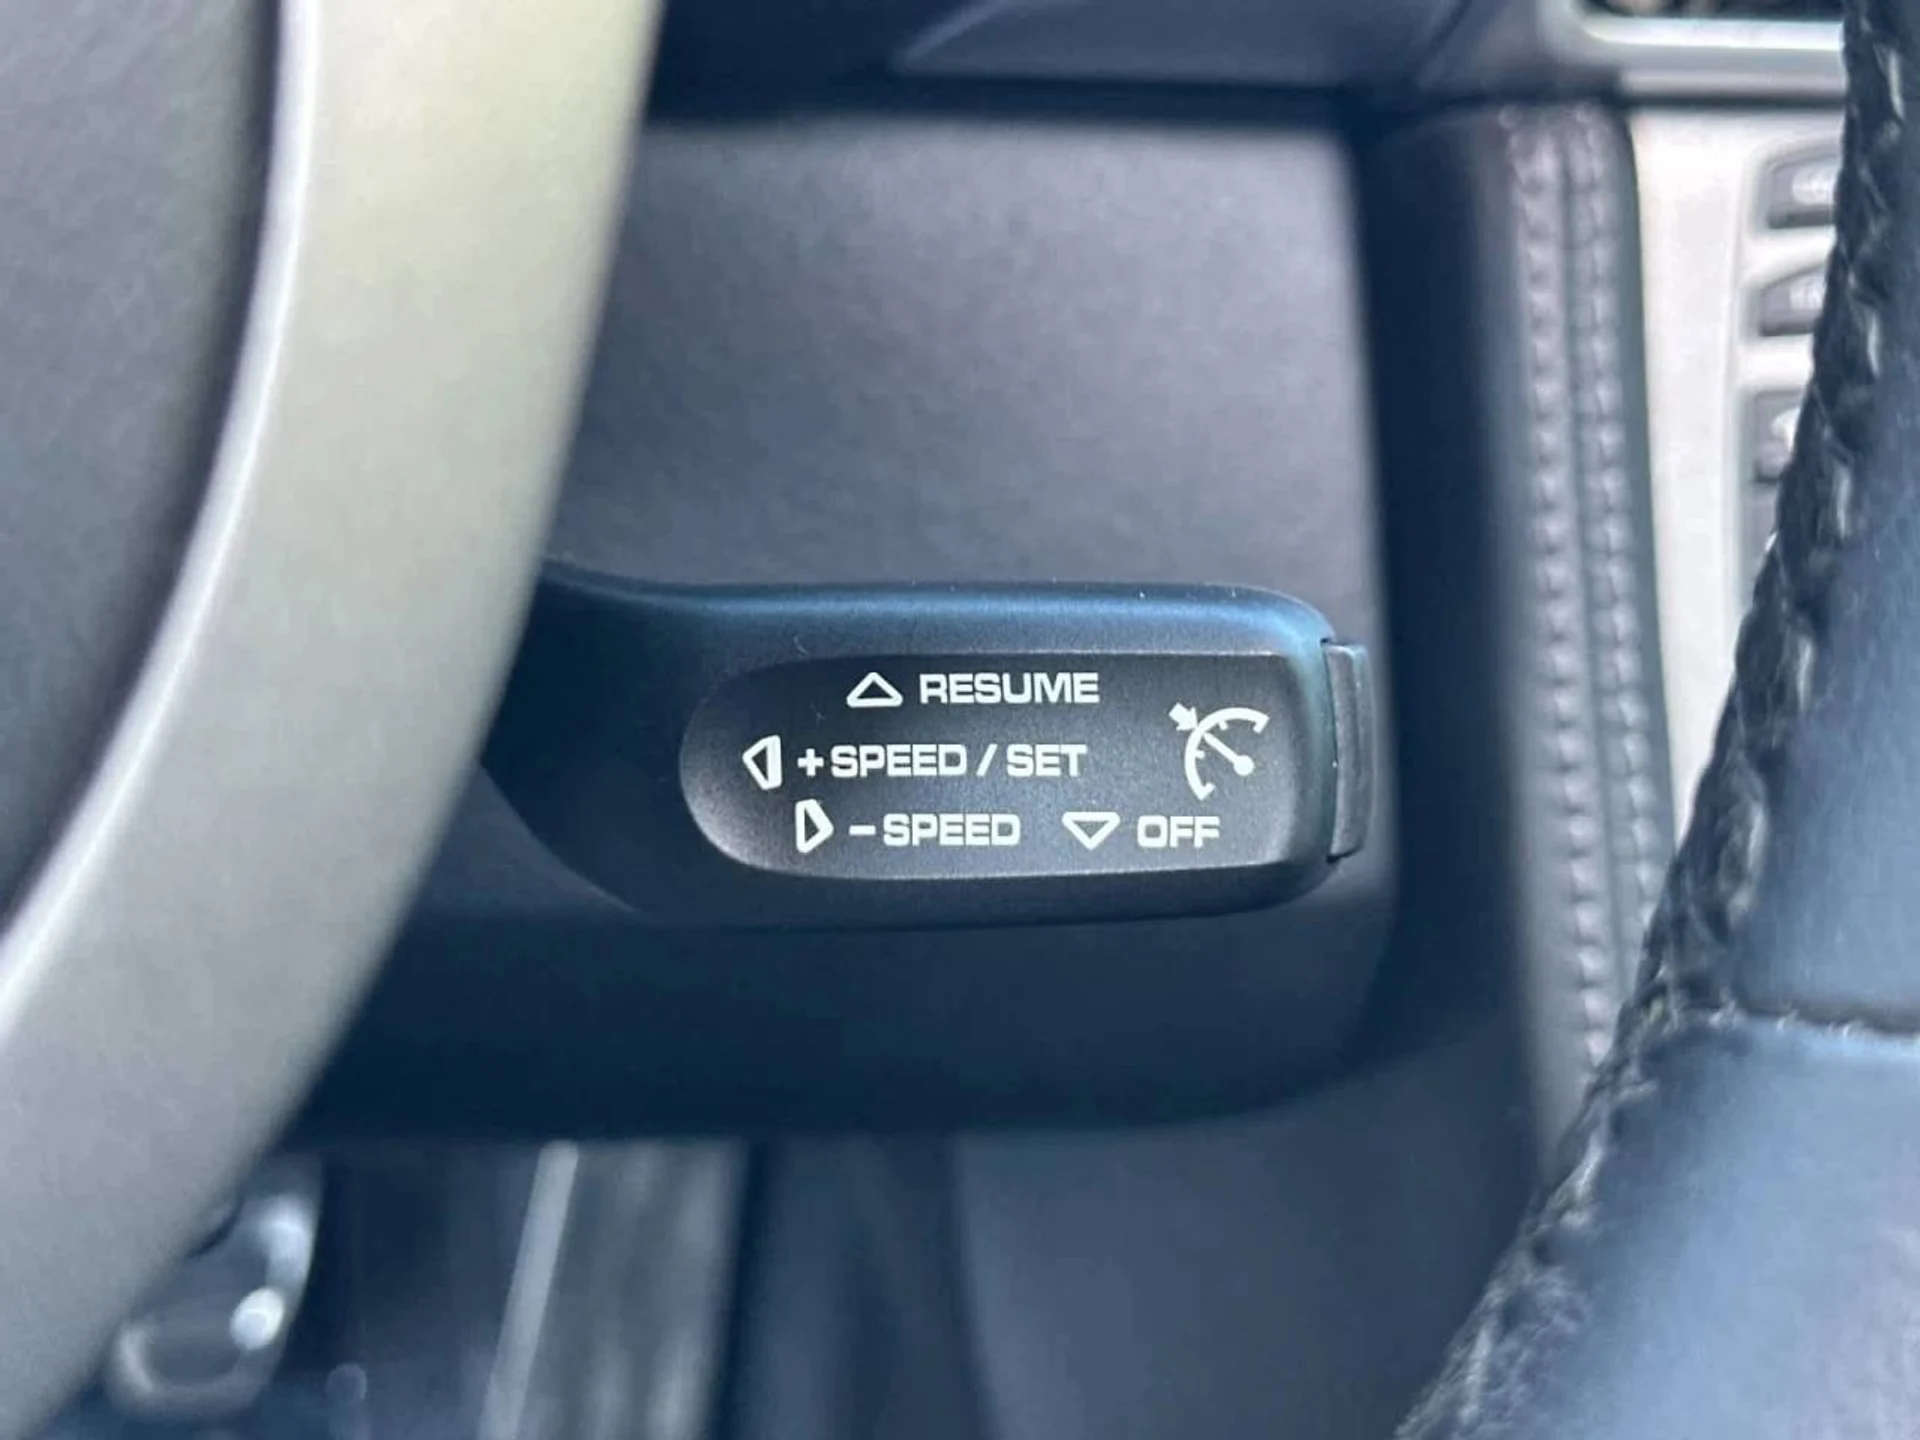 RESUME
+SPEED / SET
-SPEED OFF